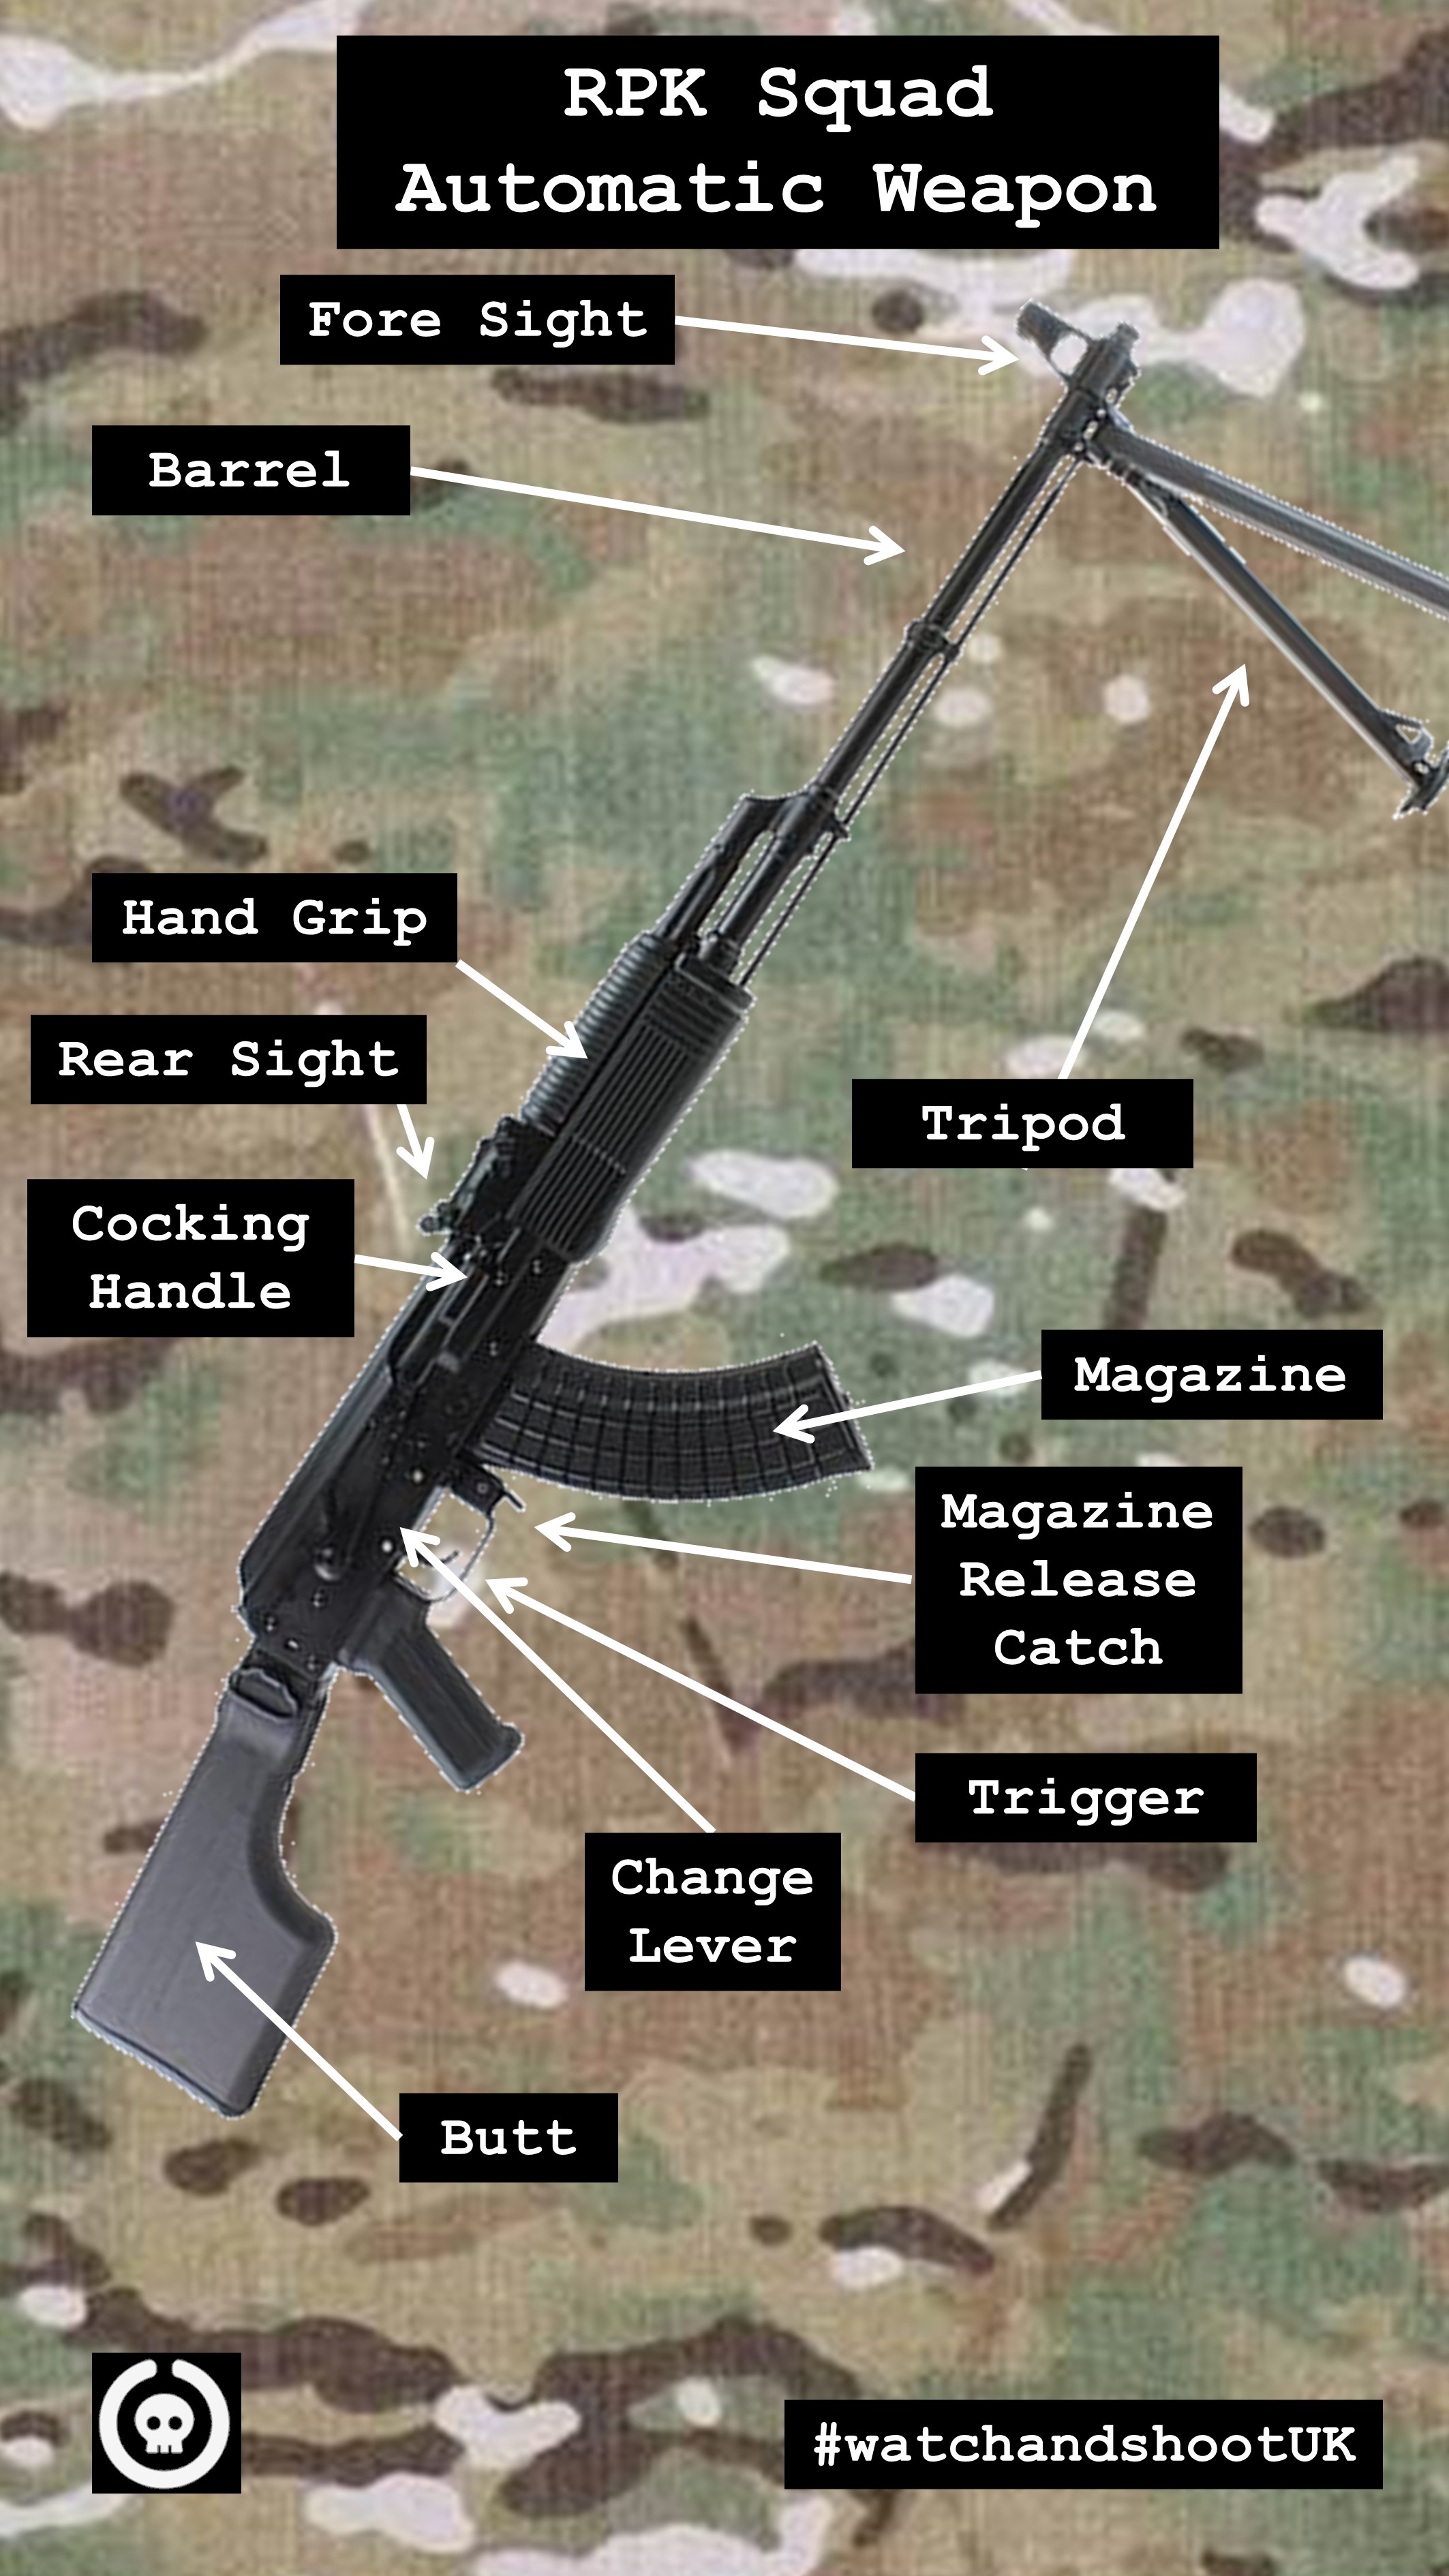 RPK Squad
Automatic Weapon
Fore Sight
Barrel
Hand Grip
Rear Sight
Tripod
Cocking
Handle
Magazine
Magazine
Release
Catch
Trigger
Change
Lever
Butt
#watchandshootUK